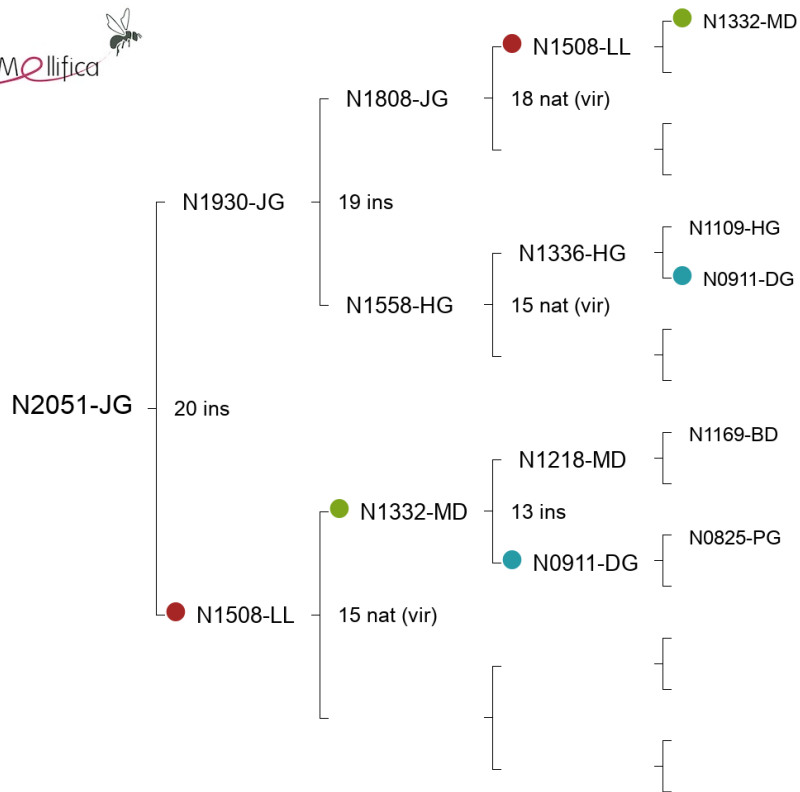 Mellifica
N1332-MD
N1508-LL
N1808-JG
18 nat (vir)
N1930-JG
19 ins
N1109-HG
N1336-HG
N0911-DG
N1558-HG
15 nat (vir)
N2051-JG
20 ins
N1169-BD
N1218-MD
N1332-MD
13 ins
N0825-PG
N0911-DG
N1508-LL
15 nat (vir)